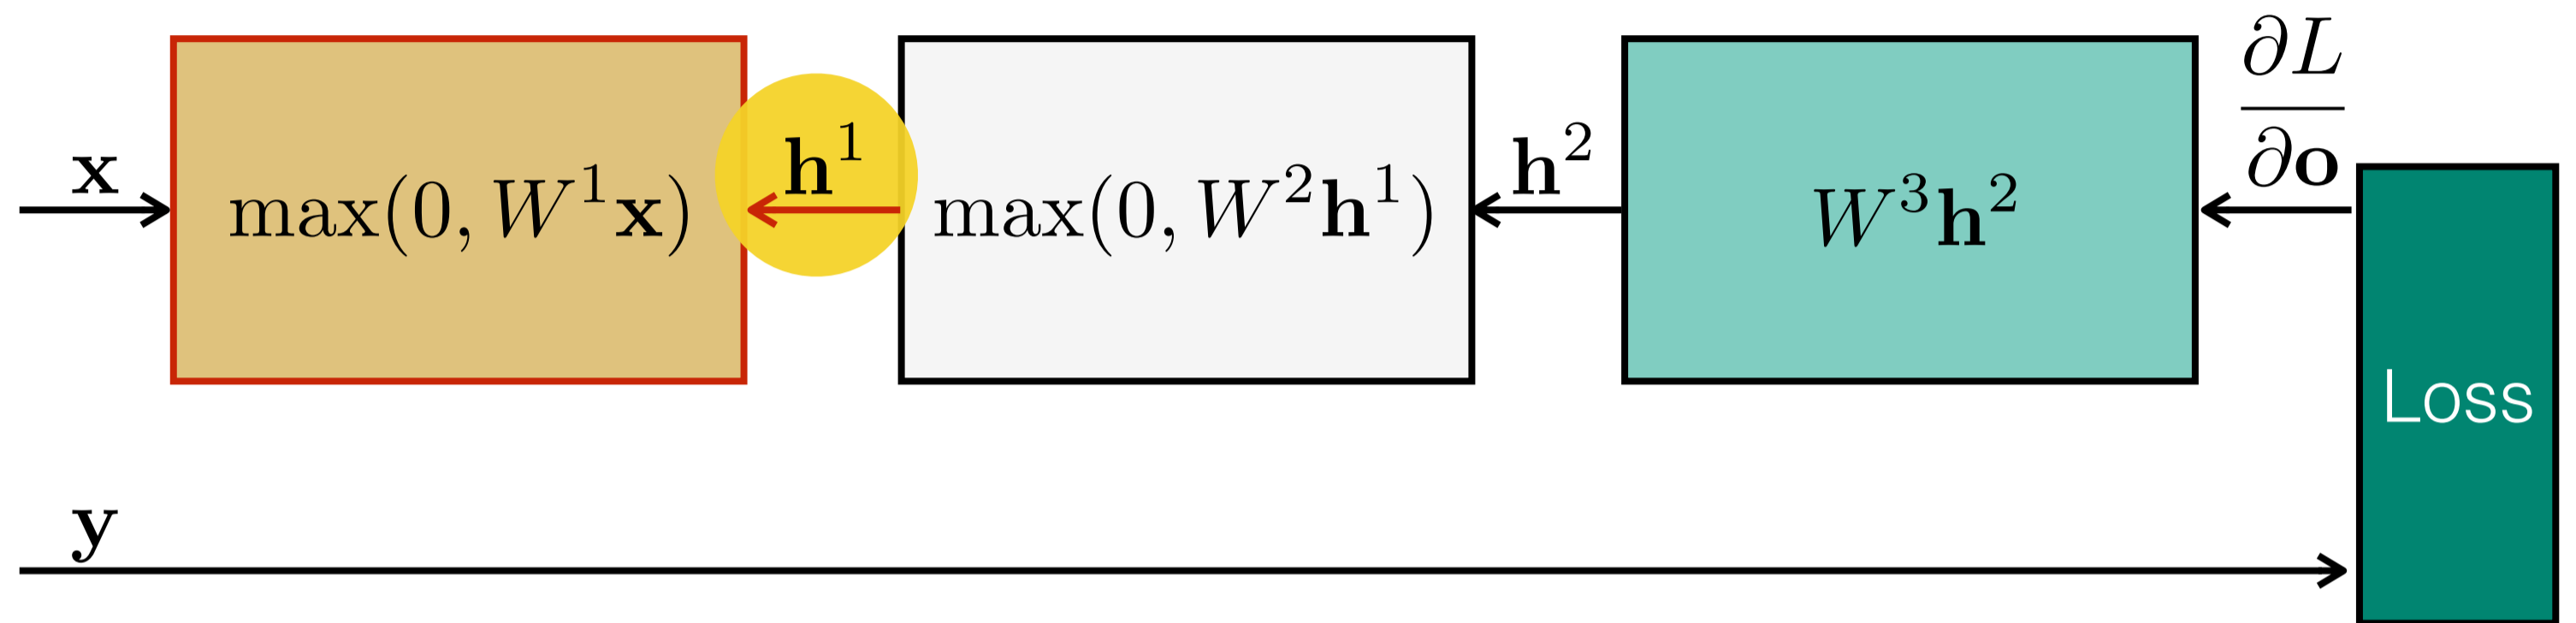 ∂L/∂𝐨
𝐱
max(0, W¹𝐱)
𝐡¹
max(0, W²𝐡¹)
𝐡²
W³𝐡²
Loss
𝐲